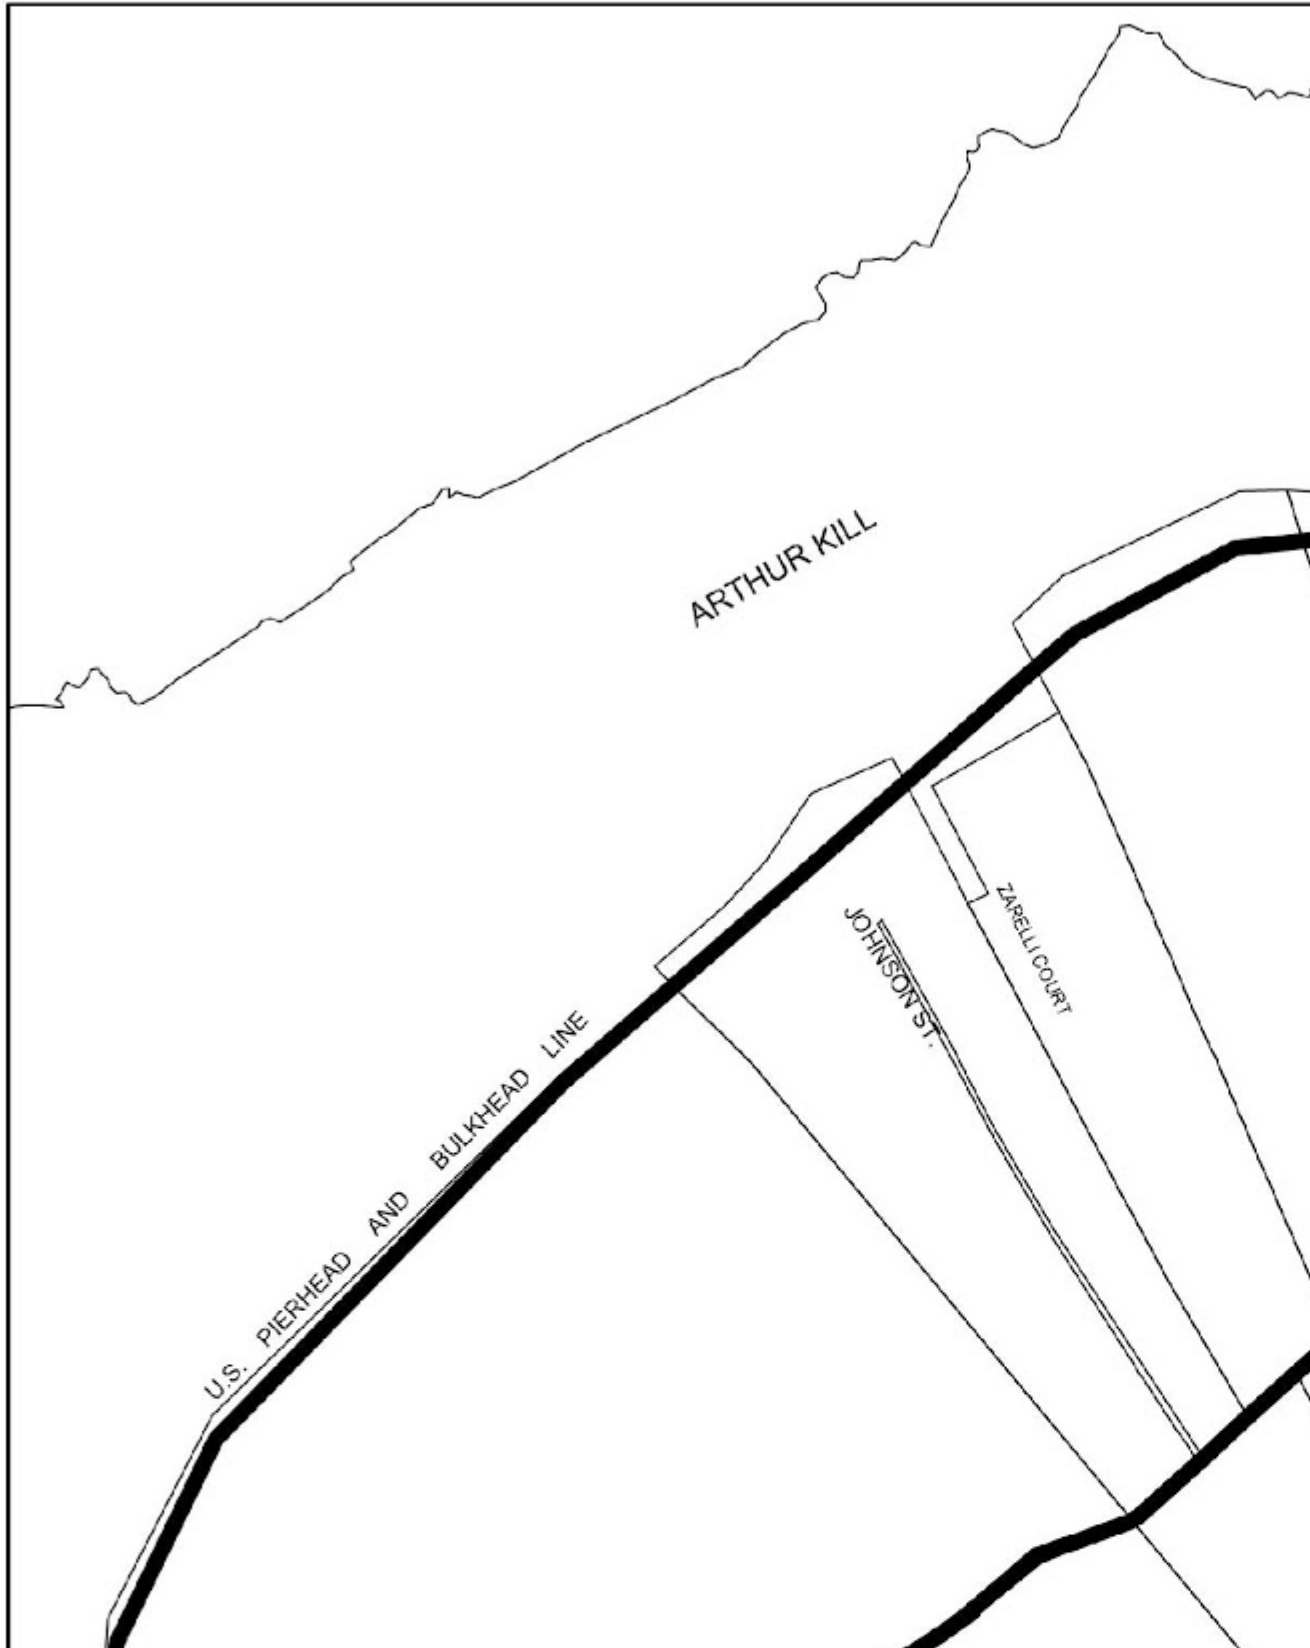 ARTHUR KILL
ZARELLI COURT
JOHNSON ST.
U.S. PIERHEAD AND BULKHEAD LINE